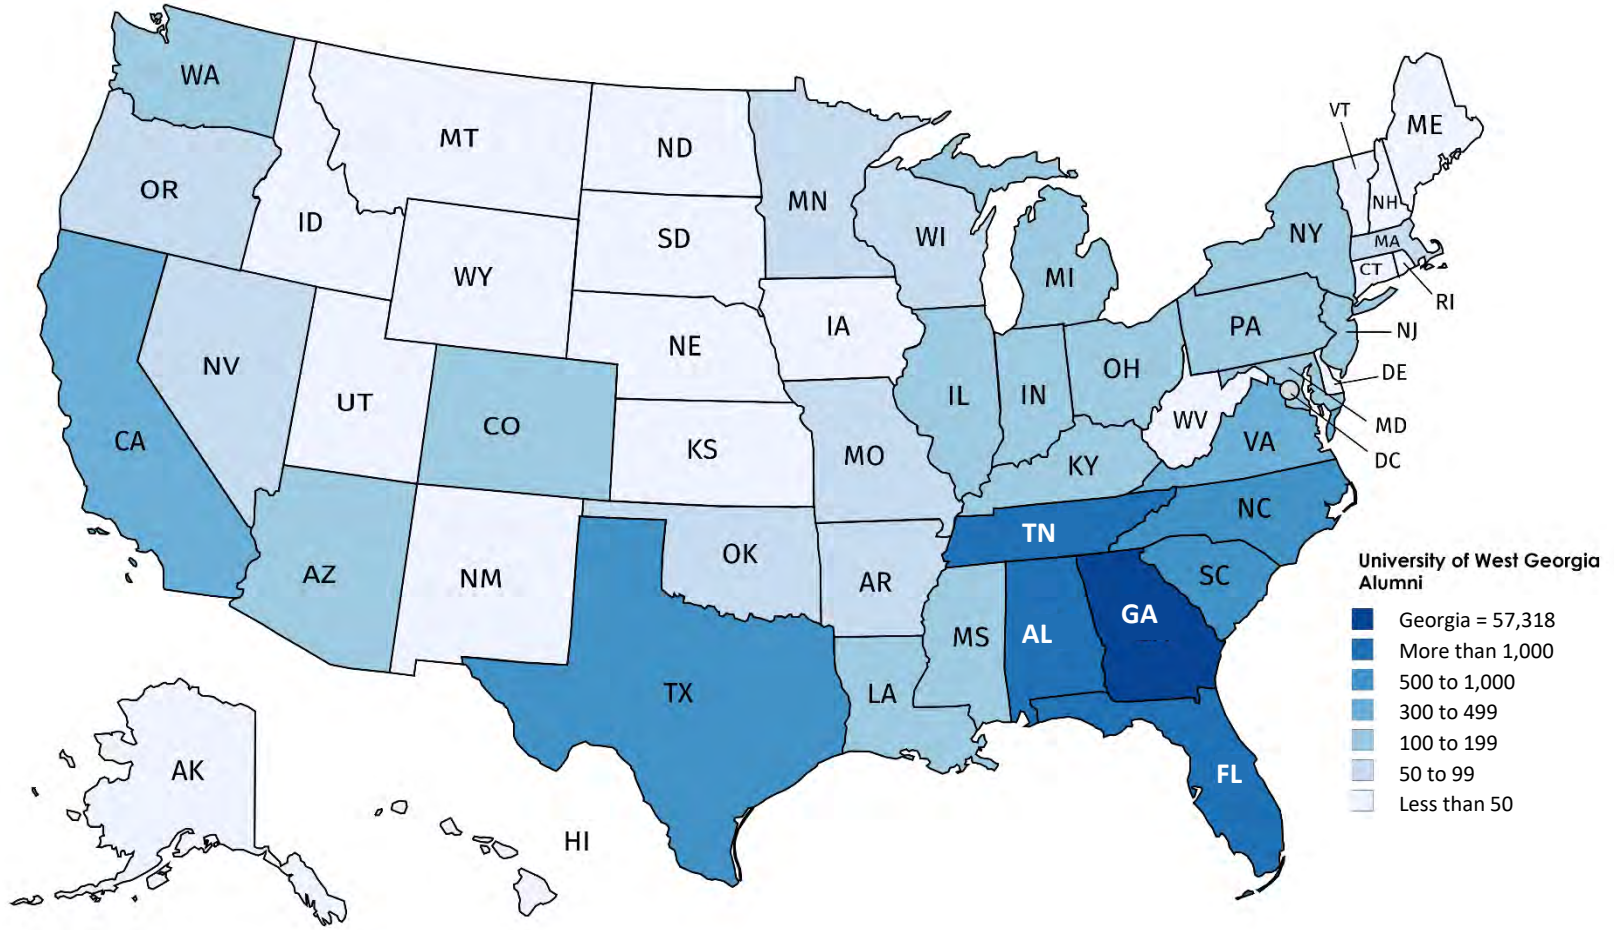 WA
MT
ND
MN
VT
ME
OR
ID
SD
WI
NH
NY
MA
WY
MI
CT
RI
IA
NV
NE
PA
NJ
UT
IL
IN
OH
DE
CA
CO
KS
MO
KY
WV
VA
MD
DC
AZ
NM
OK
AR
TN
NC
SC
MS
AL
GA
TX
LA
FL
AK
HI
University of West Georgia
Alumni
Georgia = 57,318
More than 1,000
500 to 1,000
300 to 499
100 to 199
50 to 99
Less than 50